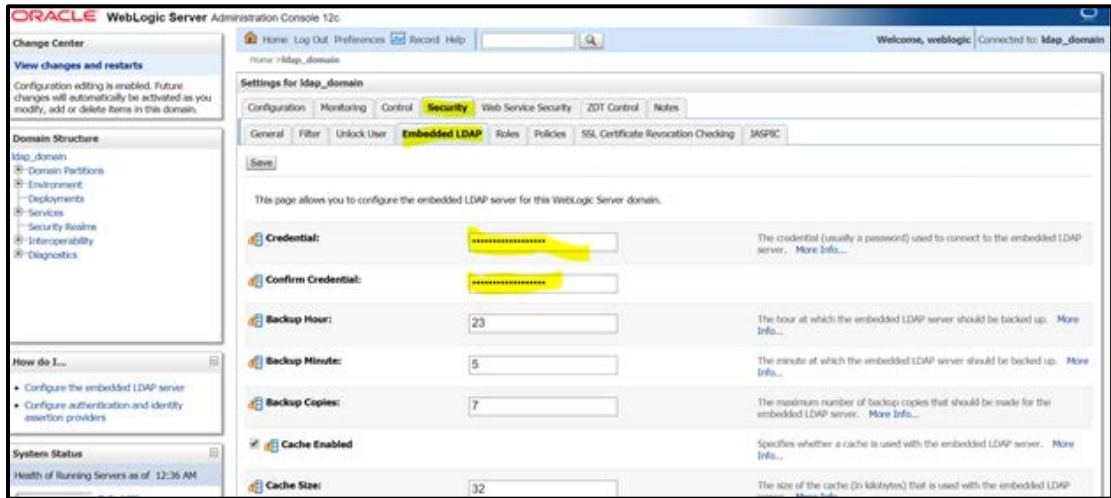 ORACLE WebLogic Server Administration Console 12c
Change Center
View changes and restarts
Configuration editing is enabled. Future
changes will automatically be activated as you
modify, add or delete items in this domain.
Domain Structure
ldap_domain
Domain Partitions
Environment
Deployments
Services
Security Realms
Interoperability
Diagnostics
How do I...
Configure the embedded LDAP server
Configure authentication and identity
assertion providers
System Status
Health of Running Servers as of 12:36 AM
Home Log Out Preferences Record Help
Welcome, weblogic Connected to: ldap_domain
Home >ldap_domain
Settings for ldap_domain
Configuration Monitoring Control Security Web Service Security ZDT Control Notes
General Filter Unlock User Embedded LDAP Roles Policies SSL Certificate Revocation Checking JASPIC
Save
This page allows you to configure the embedded LDAP server for this WebLogic Server domain.
Credential:
The credential (usually a password) used to connect to the embedded LDAP
server. More Info...
Confirm Credential:
Backup Hour: 23
The hour at which the embedded LDAP server should be backed up. More
Info...
Backup Minute: 5
The minute at which the embedded LDAP server should be backed up. More
Info...
Backup Copies: 7
The maximum number of backup copies that should be made for the
embedded LDAP server. More Info...
Cache Enabled
Specifies whether a cache is used with the embedded LDAP server. More
Info...
Cache Size: 32
The size of the cache (in kilobytes) that is used with the embedded LDAP